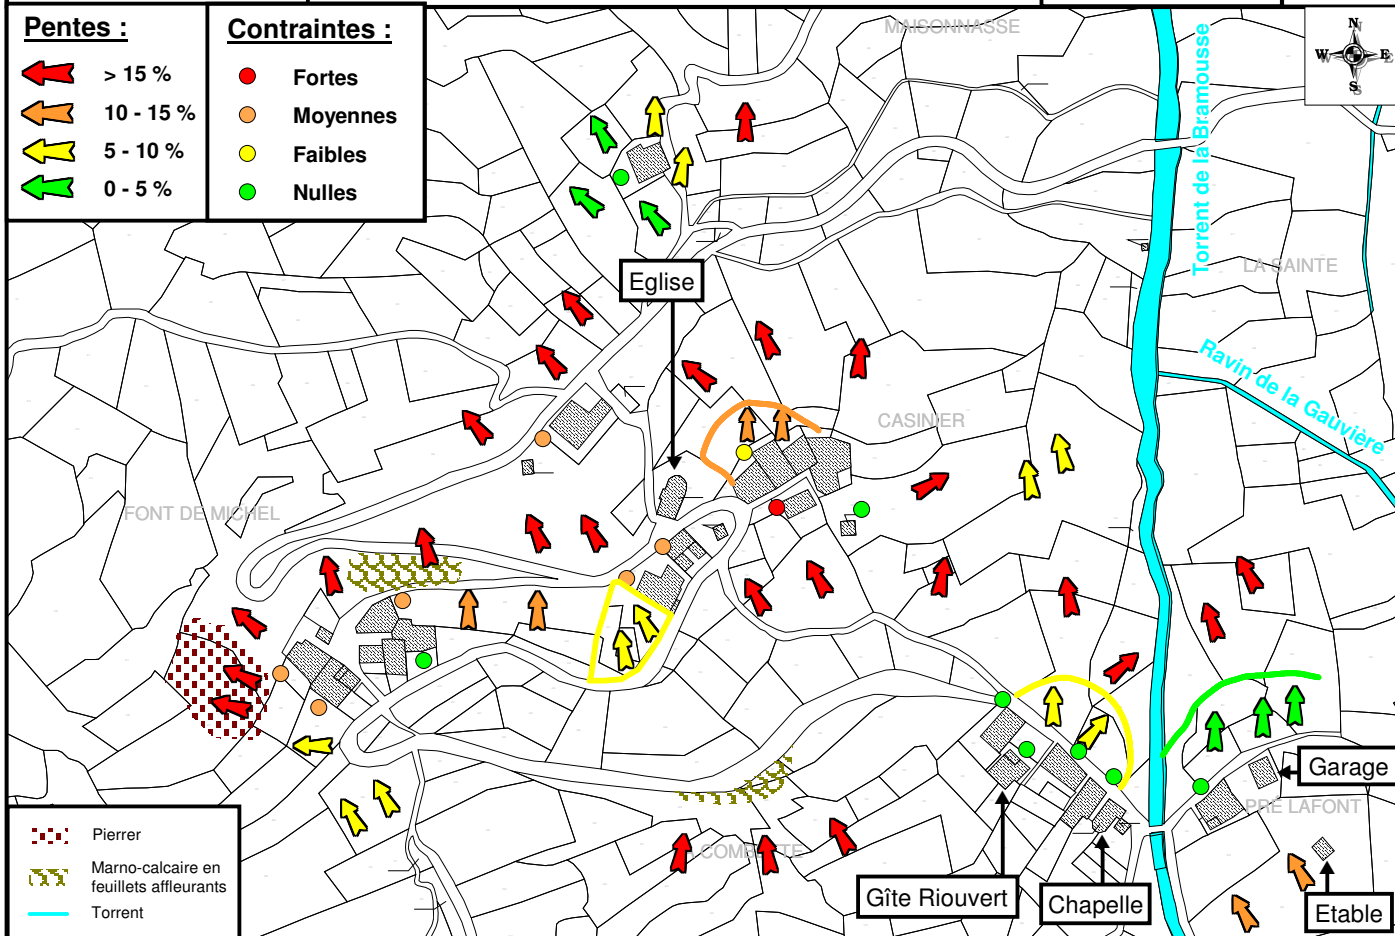 Pentes :
> 15 %
10 - 15 %
5 - 10 %
0 - 5 %
Contraintes :
Fortes
Moyennes
Faibles
Nulles
MAISONNASSE
N
W E
S
Torrent de la Bramousse
LA SAINTE
Eglise
Ravin de la Gauvière
CASINIER
FONT DE MICHEL
Garage
PRE LAFONT
Pierrer
Marno-calcaire en
feuillets affleurants
Torrent
Gîte Riouvert
Chapelle
Etable